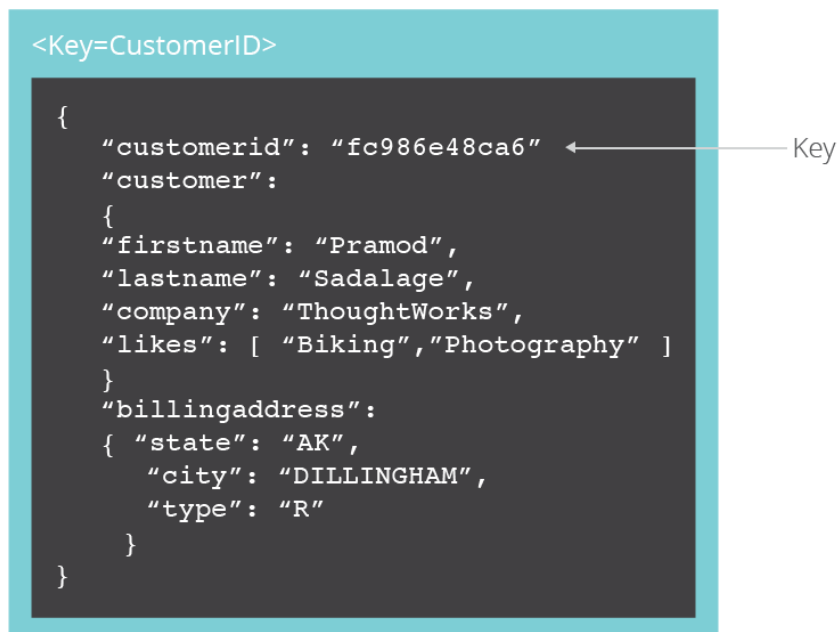 <Key=CustomerID>
{
“customerid”: “fc986e48ca6” Key
“customer”:
{
“firstname”: “Pramod”,
“lastname”: “Sadalage”,
“company”: “ThoughtWorks”,
“likes”: [ “Biking”,”Photography” ]
}
“billingaddress”:
{ “state”: “AK”,
“city”: “DILLINGHAM”,
“type”: “R”
}
}